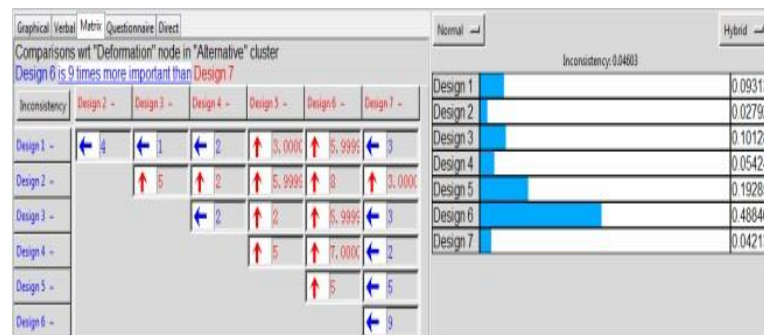 Graphical Verbal Matrix Questionnaire Direct
Comparisons wrt "Deformation" node in "Alternative" cluster
Design 6 is 9 times more important than Design 7
Inconsistency Design 2 ~ Design 3 ~ Design 4 ~ Design 5 ~ Design 6 ~ Design 7 ~
Design 1 ~ 4 1 2 3.0000 5.9999 3
Design 2 ~ 5 2 5.9999 8 3.0000
Design 3 ~ 2 2 5.9999 3
Design 4 ~ 5 7.0000 2
Design 5 ~ 5 5
Design 6 ~ 9
Normal Hybrid
Inconsistency: 0.04603
Design 1 0.0931
Design 2 0.0279
Design 3 0.1012
Design 4 0.0542
Design 5 0.1928
Design 6 0.4884
Design 7 0.0421